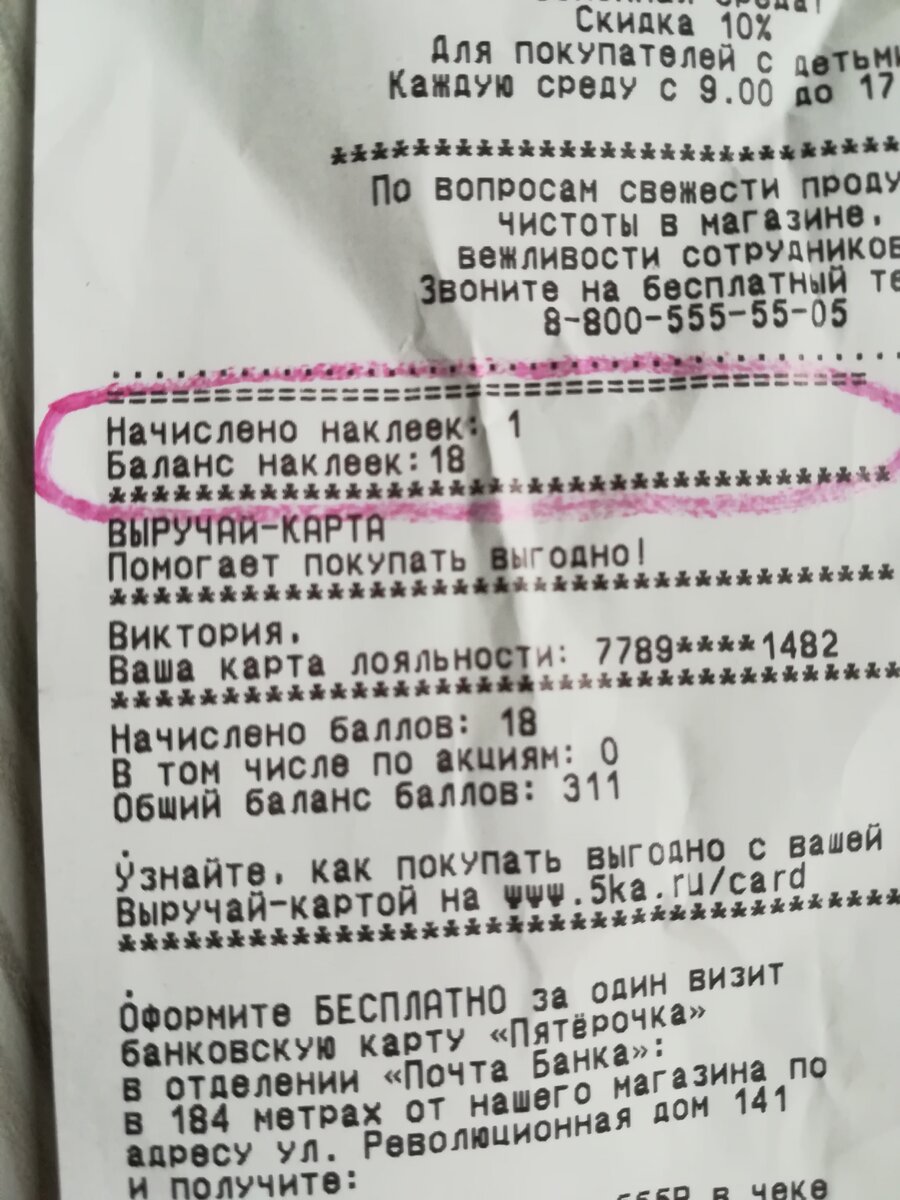 Скидка 10%
Для покупателей с детьми
Каждую среду с 9.00 до 17
****************************
По вопросам свежести проду
чистоты в магазине,
вежливости сотрудников
Звоните на бесплатный те
8-800-555-55-05
........................................
========================================
Начислено наклеек: 1
Баланс наклеек:18
****************************************
ВЫРУЧАЙ-КАРТА
Помогает покупать выгодно!
****************************************
Виктория,
Ваша карта лояльности: 7789****1482
****************************************
Начислено баллов: 18
В том числе по акциям: 0
Общий баланс баллов: 311
.
Узнайте, как покупать выгодно с вашей
Выручай-картой на www.5ka.ru/card
****************************************
.
Оформите БЕСПЛАТНО за один визит
банковскую карту «Пятёрочка»
в отделении «Почта Банка»:
в 184 метрах от нашего магазина по
адресу ул. Революционная дом 141
и получите:
555Р в чеке